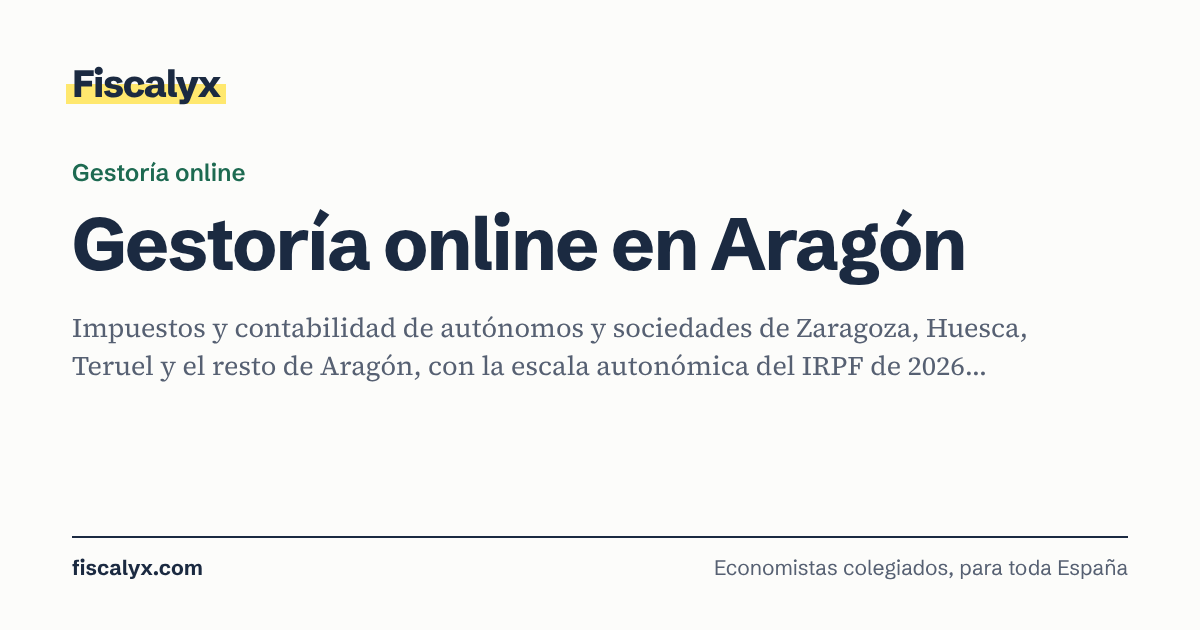 Fiscalyx
Gestoría online
Gestoría online en Aragón
Impuestos y contabilidad de autónomos y sociedades de Zaragoza, Huesca,
Teruel y el resto de Aragón, con la escala autonómica del IRPF de 2026...
fiscalyx.com
Economistas colegiados, para toda España